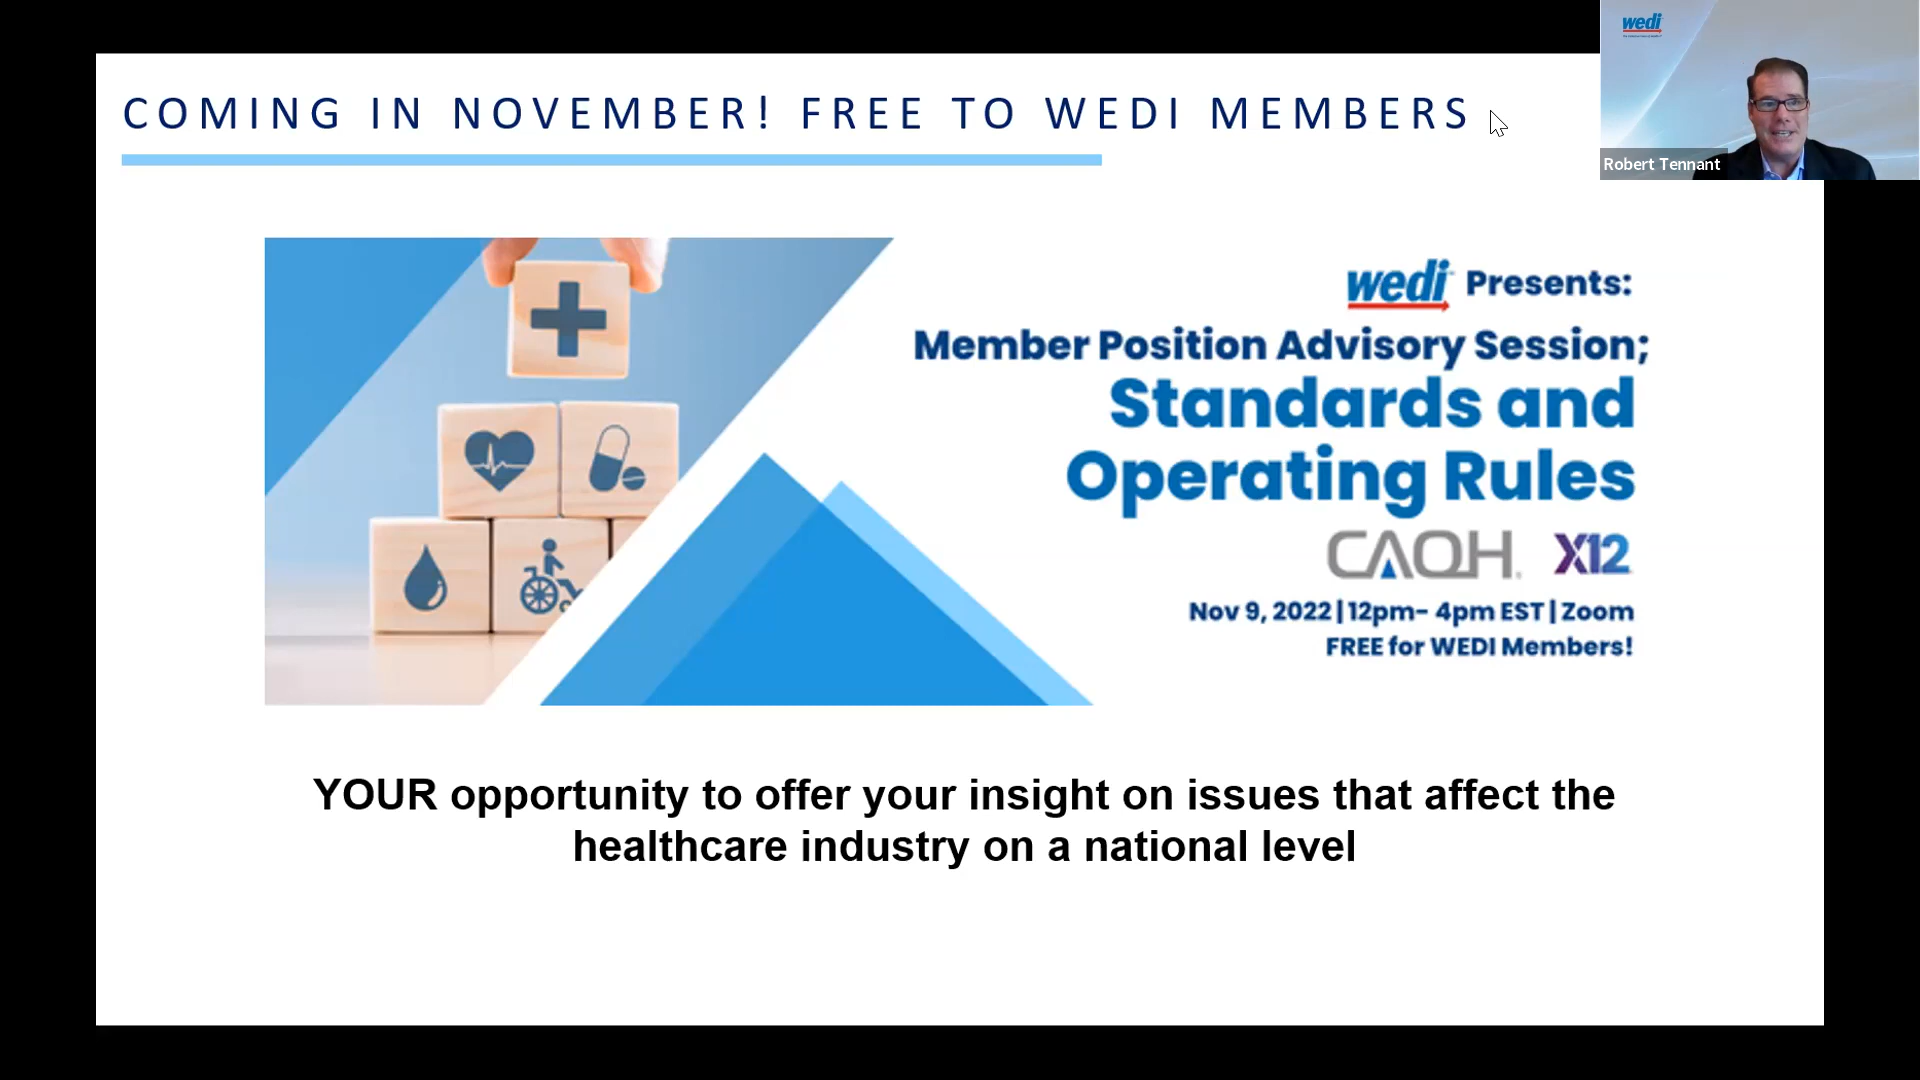 COMING IN NOVEMBER! FREE TO WEDI MEMBERS
wedi
Robert Tennant
wedi Presents:
Member Position Advisory Session;
Standards and
Operating Rules
CAQH X12
Nov 9, 2022 | 12pm- 4pm EST | Zoom
FREE for WEDI Members!
YOUR opportunity to offer your insight on issues that affect the
healthcare industry on a national level